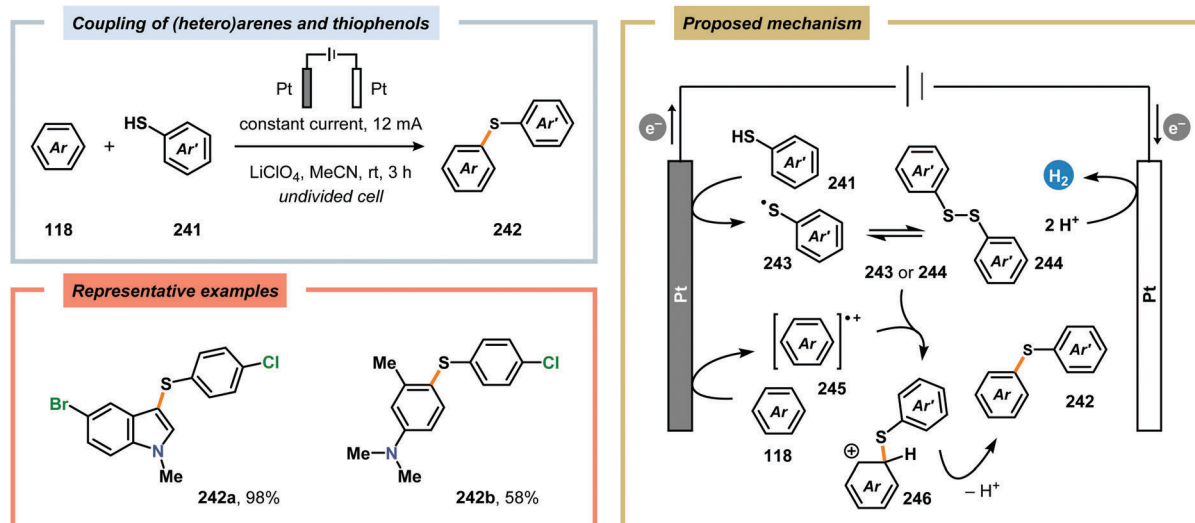 Coupling of (hetero)arenes and thiophenols
Pt
Pt
HS
constant current, 12 mA
S
Ar'
Ar
+
Ar'
Ar
LiClO₄, MeCN, rt, 3 h
undivided cell
118
241
242
Representative examples
Cl
S
Br
N
Me
242a, 98%
Me
S
Cl
Me
N
Me
242b, 58%
Proposed mechanism
e⁻
e⁻
HS
Ar'
241
Ar'
H₂
•S
Ar'
S–S
2 H⁺
243
Ar'
244
243 or 244
Pt
Pt
[Ar]•+
245
Ar
118
Ar'
S
H
⊕
Ar
246
– H⁺
S
Ar'
Ar
242